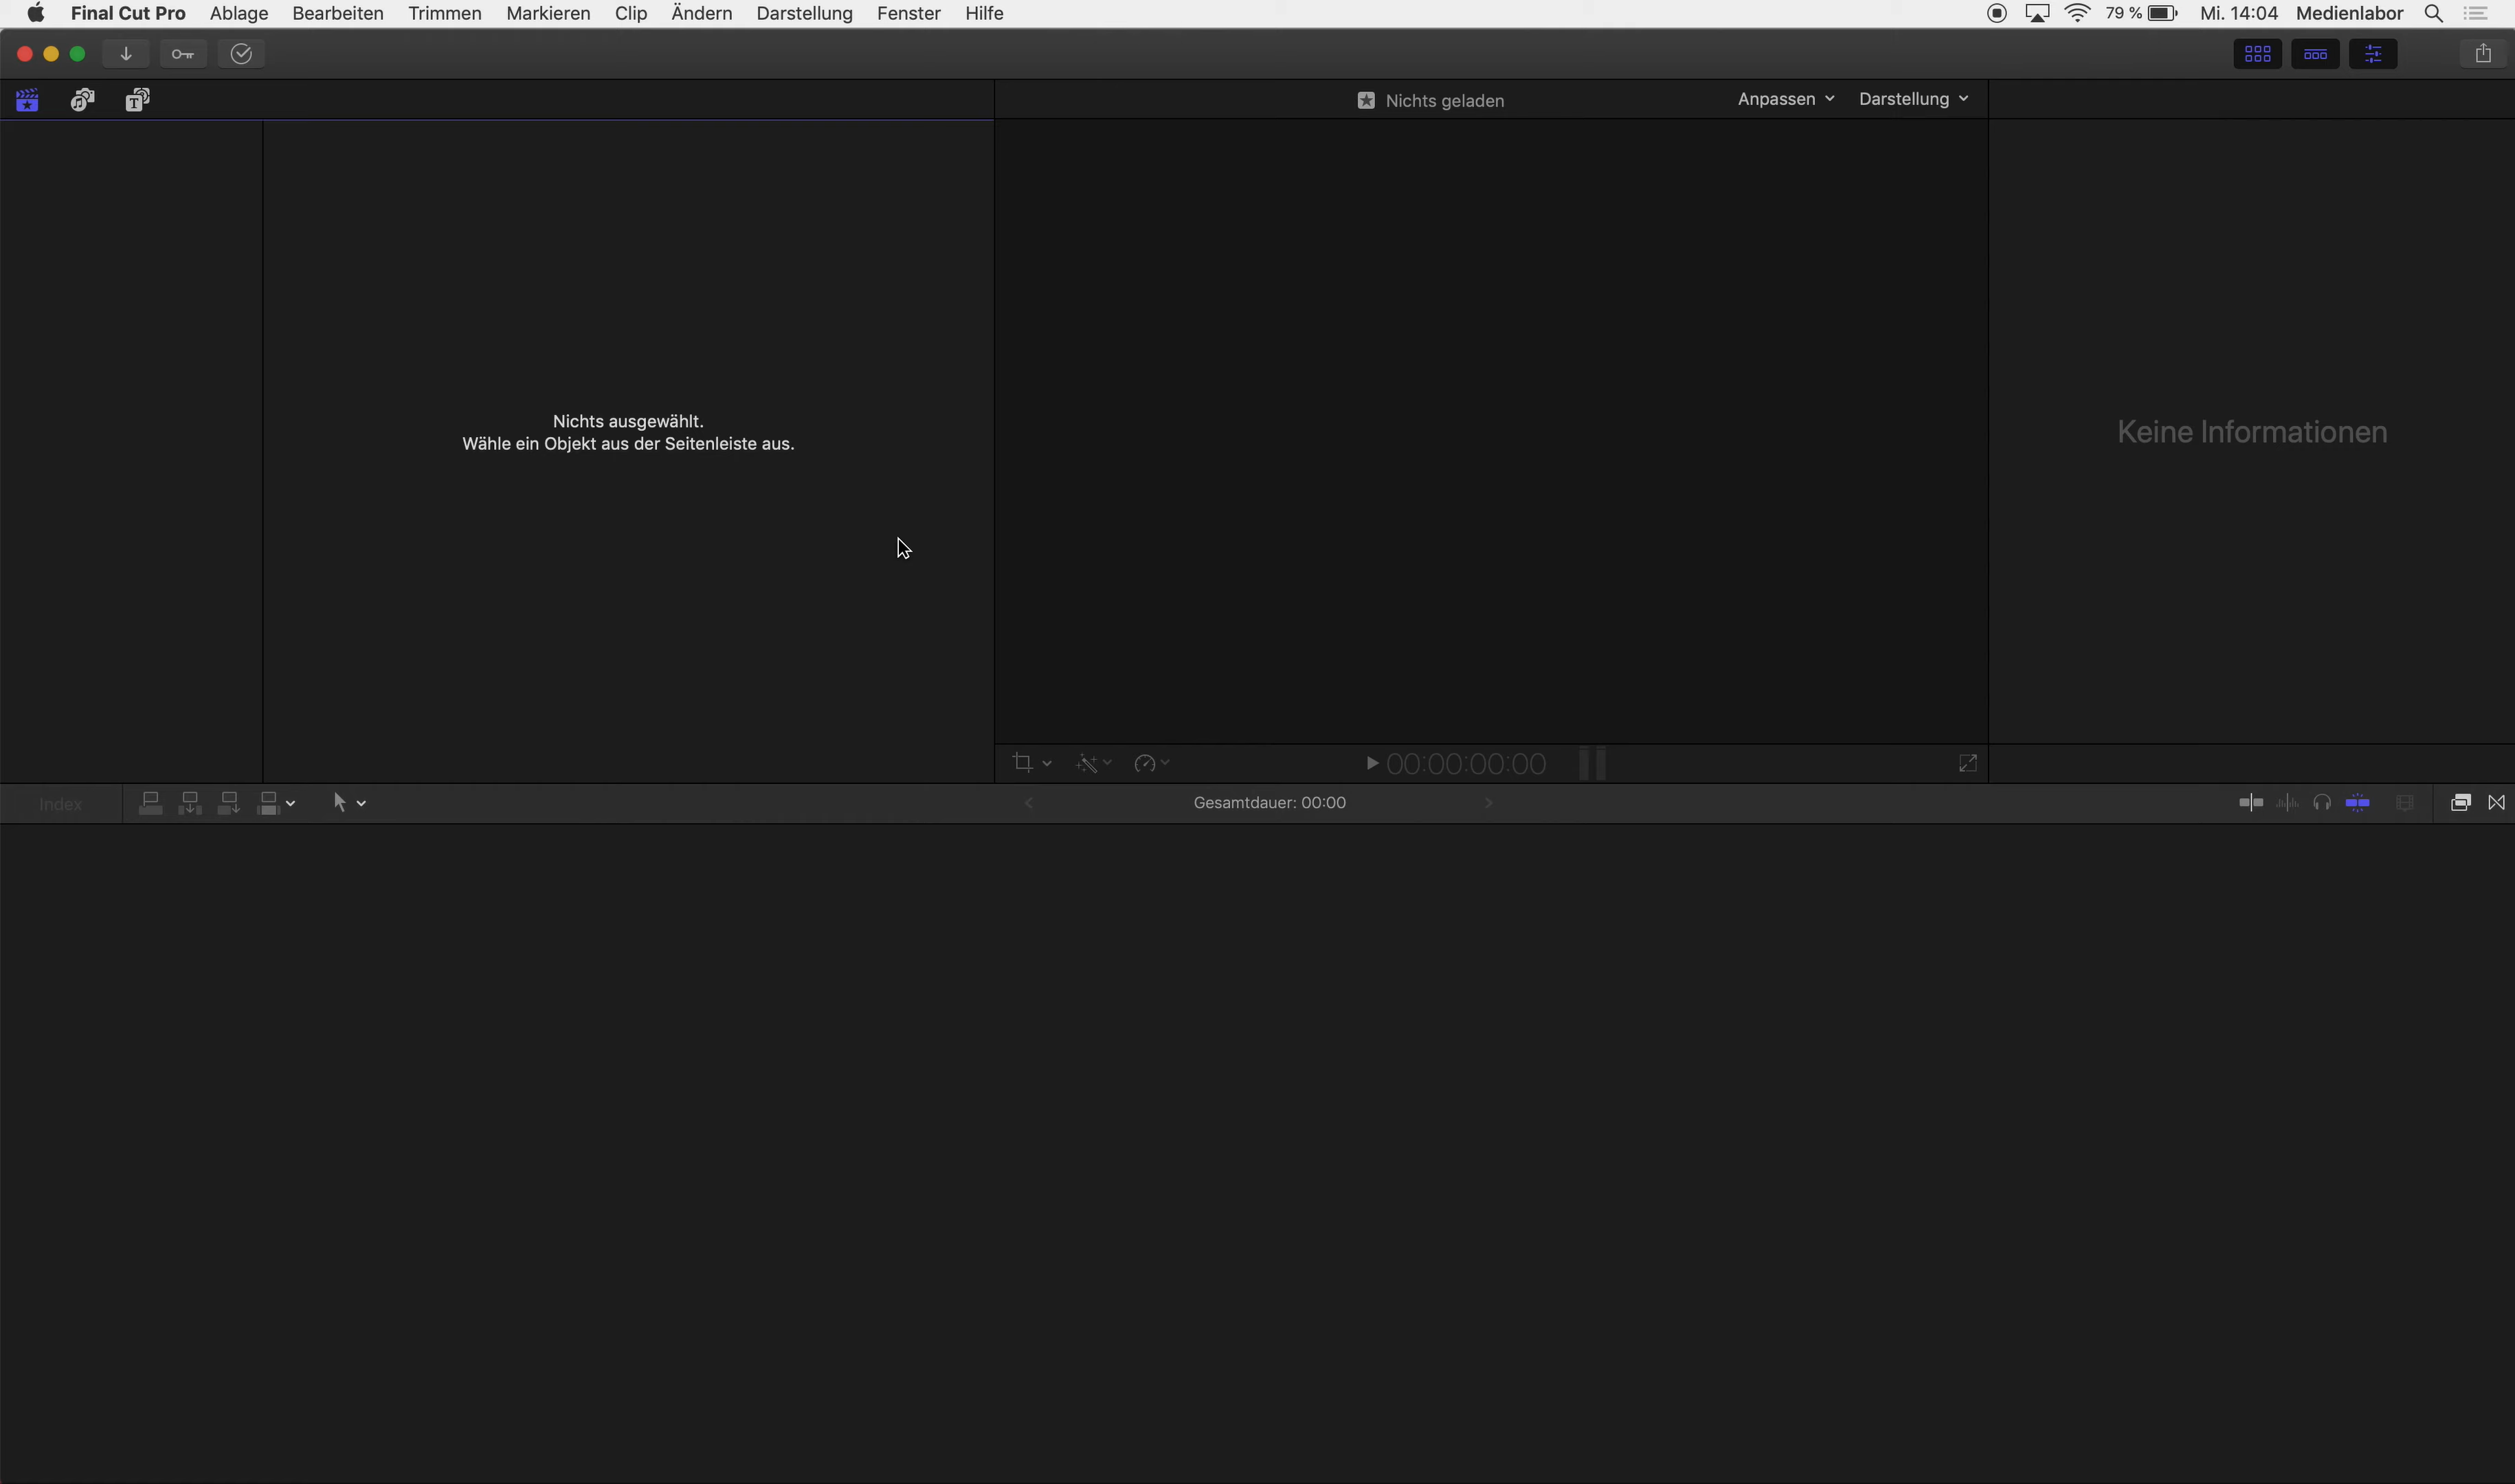 Final Cut Pro Ablage Bearbeiten Trimmen Markieren Clip Ändern Darstellung Fenster Hilfe 79 % Mi. 14:04 Medienlabor
Nichts geladen Anpassen Darstellung
Nichts ausgewählt.
Wähle ein Objekt aus der Seitenleiste aus.
Keine Informationen
00:00:00:00
Index Gesamtdauer: 00:00